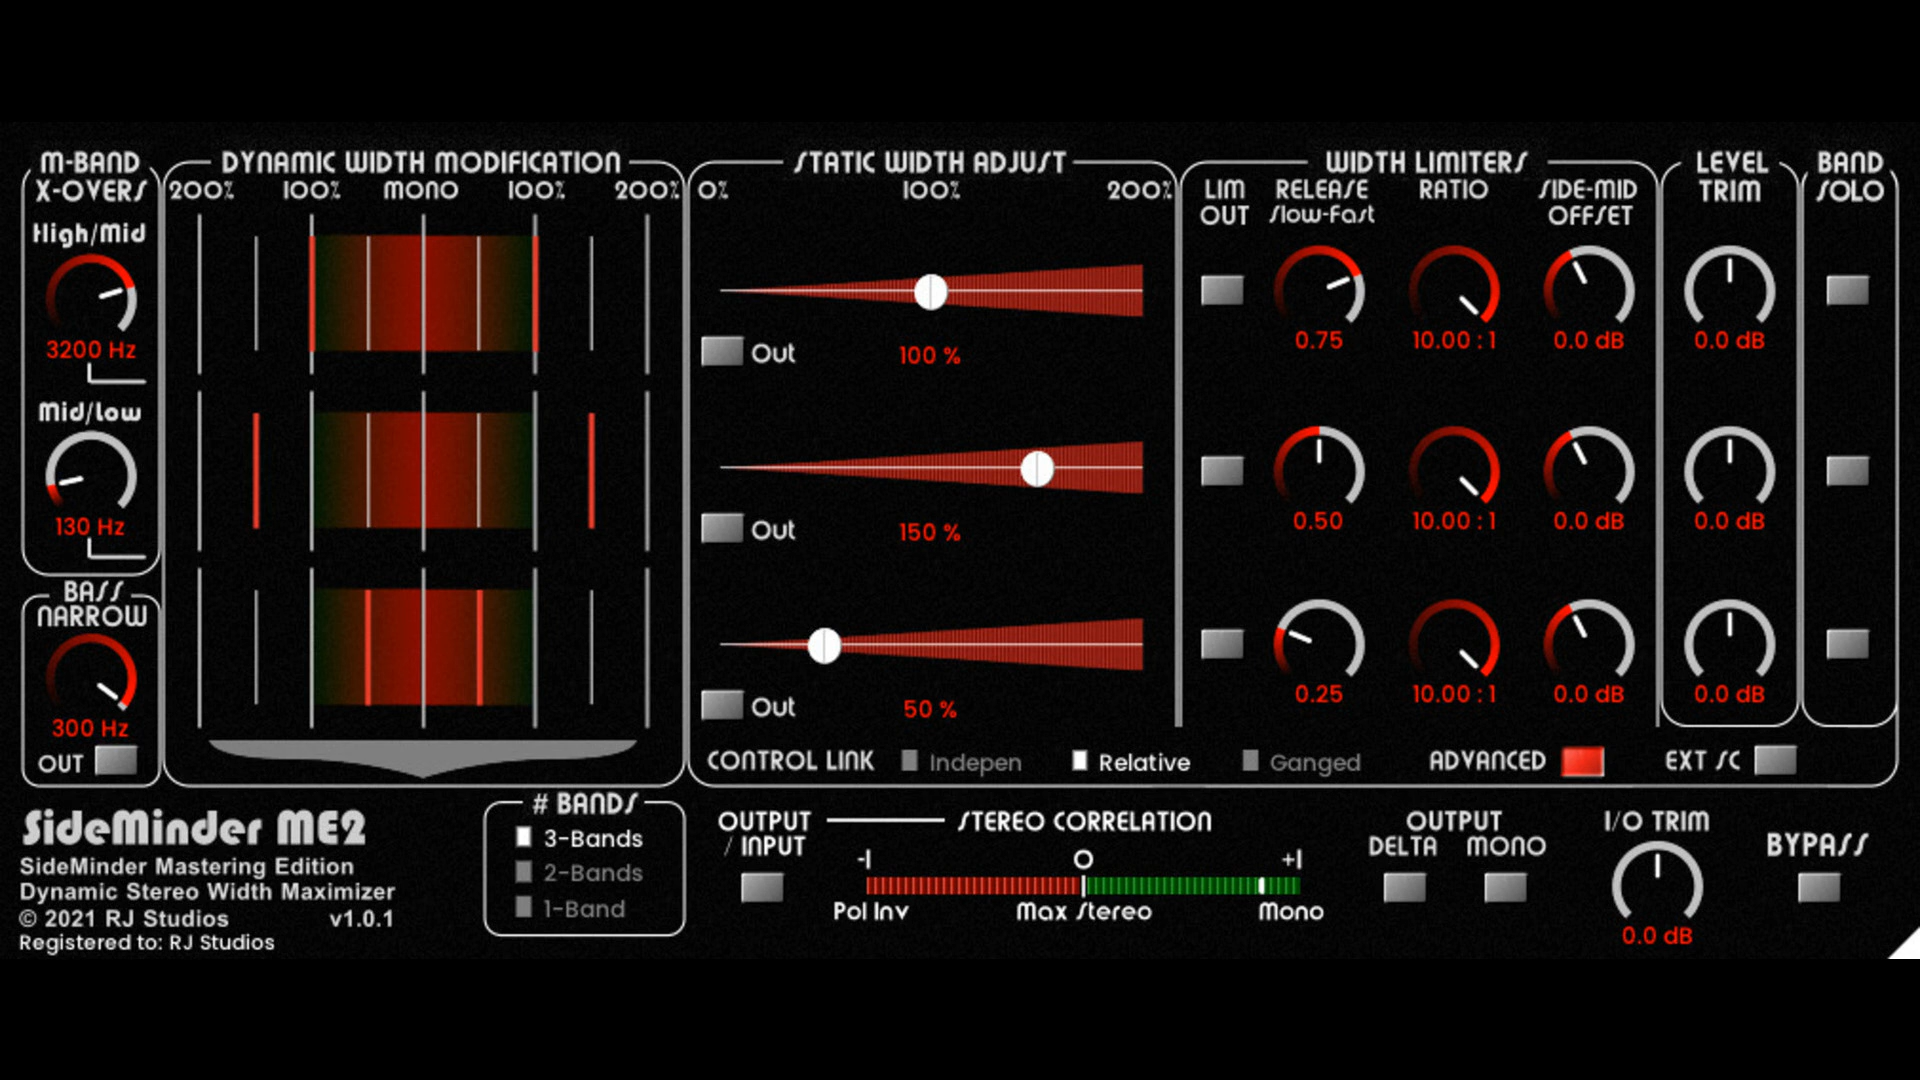 M-BAND
X-OVERS
High/Mid
3200 Hz
Mid/Low
130 Hz
BASS
NARROW
300 Hz
OUT
DYNAMIC WIDTH MODIFICATION
200% 100% MONO 100% 200%
STATIC WIDTH ADJUST
0% 100% 200%
Out 100 %
Out 150 %
Out 50 %
WIDTH LIMITERS
LIM OUT
RELEASE
Slow-Fast
RATIO
SIDE-MID
OFFSET
LEVEL
TRIM
BAND
SOLO
0.75 10.00 : 1 0.0 dB 0.0 dB
0.50 10.00 : 1 0.0 dB 0.0 dB
0.25 10.00 : 1 0.0 dB 0.0 dB
CONTROL LINK Indepen Relative Ganged ADVANCED EXT SC
SideMinder ME2
SideMinder Mastering Edition
Dynamic Stereo Width Maximizer
© 2021 RJ Studios v1.0.1
Registered to: RJ Studios
# BANDS
3-Bands
2-Bands
1-Band
OUTPUT
/ INPUT
STEREO CORRELATION
-1 0 +1
Pol Inv Max Stereo Mono
OUTPUT
DELTA MONO
I/O TRIM
0.0 dB
BYPASS